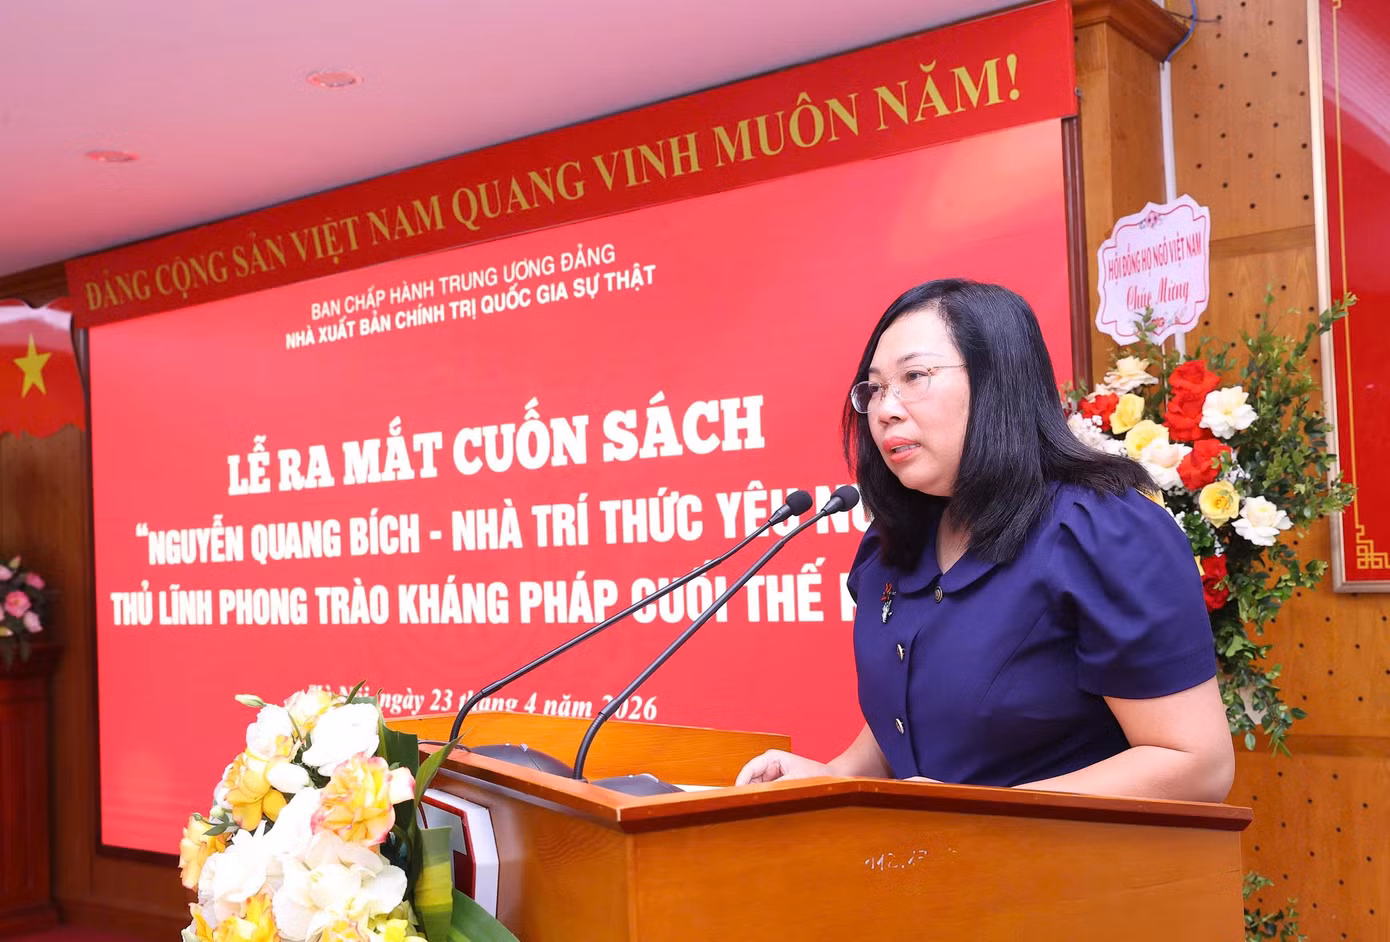 ĐẢNG CỘNG SẢN VIỆT NAM QUANG VINH MUÔN NĂM!
BAN CHẤP HÀNH TRUNG ƯƠNG ĐẢNG
NHÀ XUẤT BẢN CHÍNH TRỊ QUỐC GIA SỰ THẬT
LỄ RA MẮT CUỐN SÁCH
“NGUYỄN QUANG BÍCH - NHÀ TRÍ THỨC YÊU
THỦ LĨNH PHONG TRÀO KHÁNG PHÁP CUỐI THẾ
Hà Nội, ngày 23 tháng 4 năm 2026
HỘI ĐỒNG HỌ NGÔ VIỆT NAM
Chúc Mừng